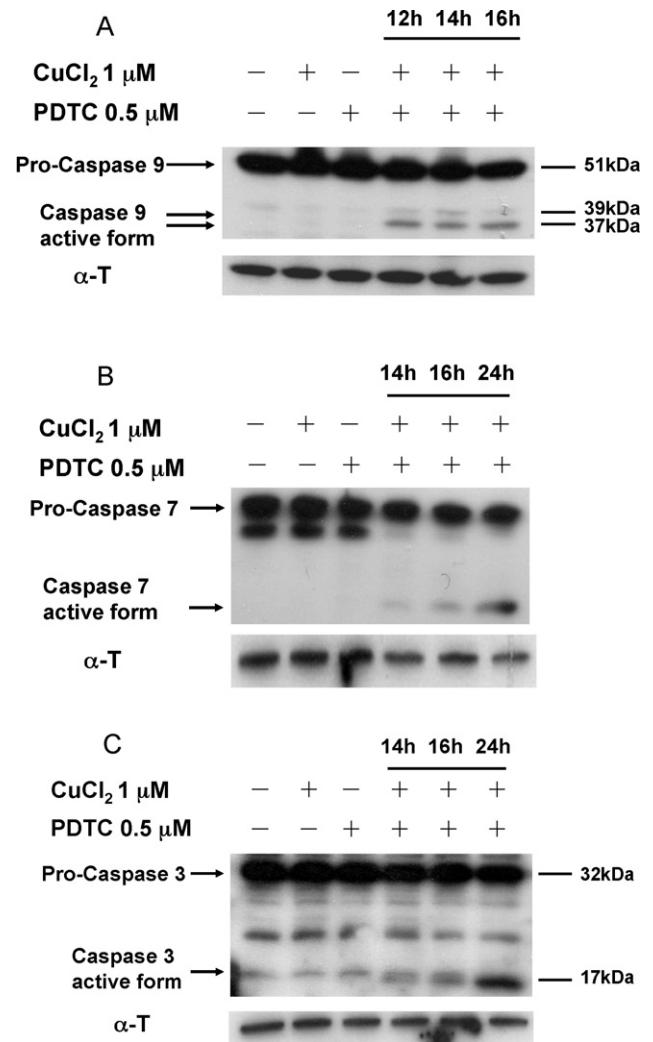 A
12h 14h 16h
CuCl₂ 1 μM − + − + + +
PDTC 0.5 μM − − + + + +
Pro-Caspase 9 51kDa
Caspase 9 39kDa
active form 37kDa
α-T
B
14h 16h 24h
CuCl₂ 1 μM − + − + + +
PDTC 0.5 μM − − + + + +
Pro-Caspase 7
Caspase 7
active form
α-T
C
14h 16h 24h
CuCl₂ 1 μM − + − + + +
PDTC 0.5 μM − − + + + +
Pro-Caspase 3 32kDa
Caspase 3
active form 17kDa
α-T